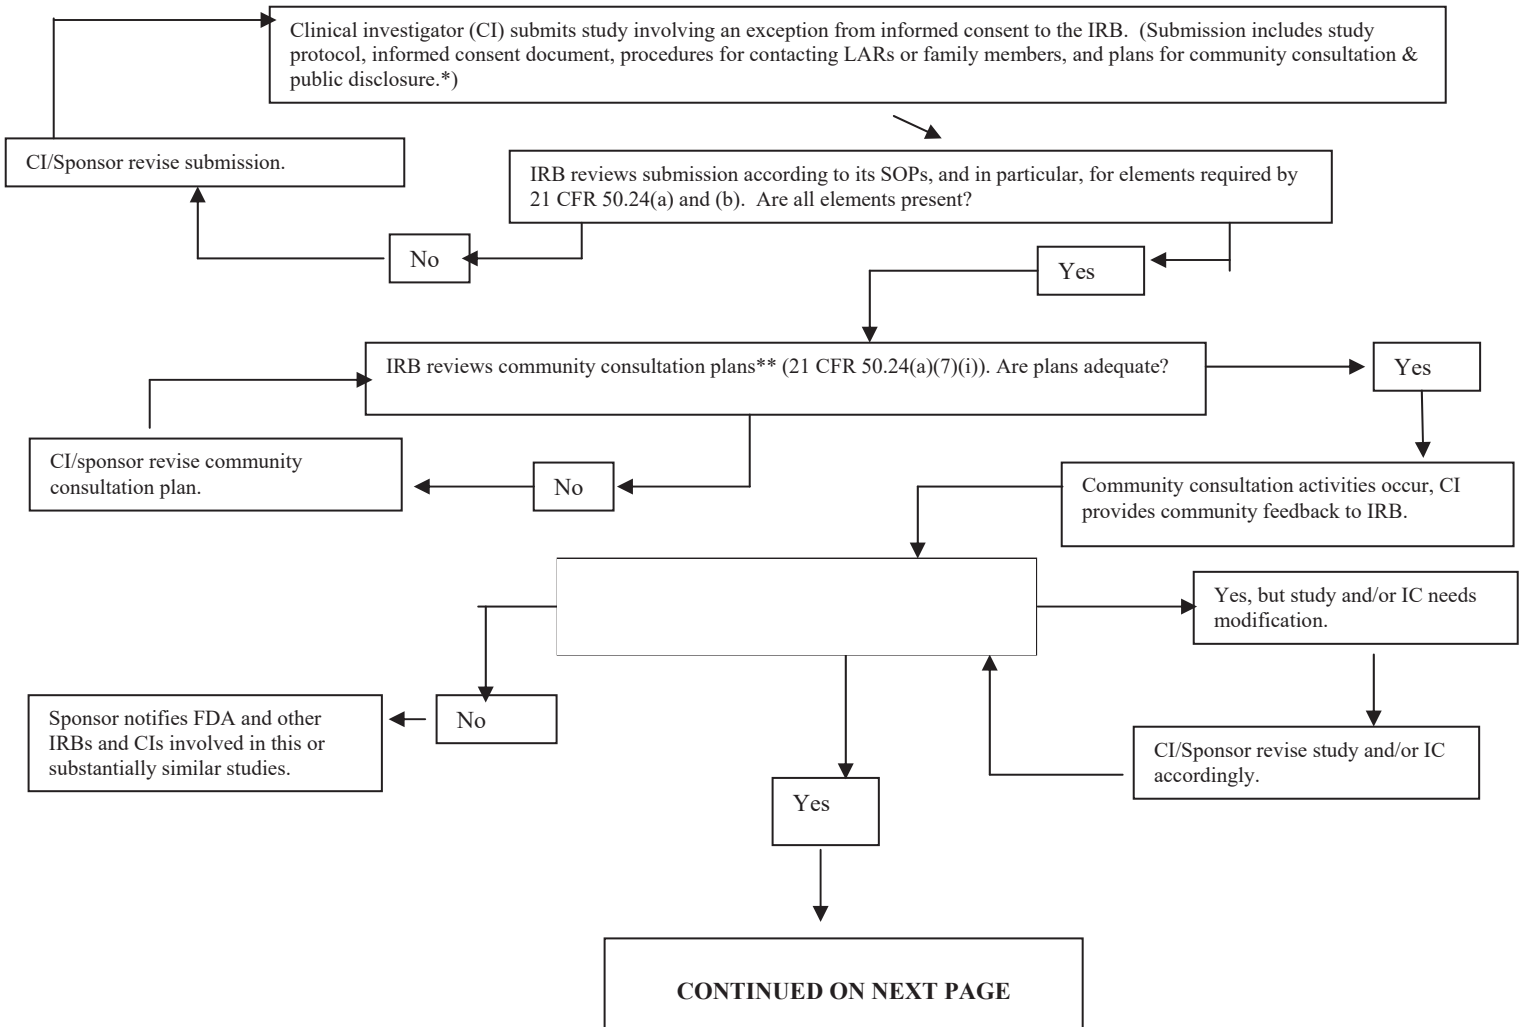 Clinical investigator (CI) submits study involving an exception from informed consent to the IRB.  (Submission includes study
protocol, informed consent document, procedures for contacting LARs or family members, and plans for community consultation &
public disclosure.*)
CI/Sponsor revise submission.
IRB reviews submission according to its SOPs, and in particular, for elements required by
21 CFR 50.24(a) and (b).  Are all elements present?
No
Yes
IRB reviews community consultation plans** (21 CFR 50.24(a)(7)(i)). Are plans adequate?
Yes
CI/sponsor revise community
consultation plan.
No
Community consultation activities occur, CI
provides community feedback to IRB.
Yes, but study and/or IC needs
modification.
Sponsor notifies FDA and other
IRBs and CIs involved in this or
substantially similar studies.
No
CI/Sponsor revise study and/or IC
accordingly.
Yes
CONTINUED ON NEXT PAGE